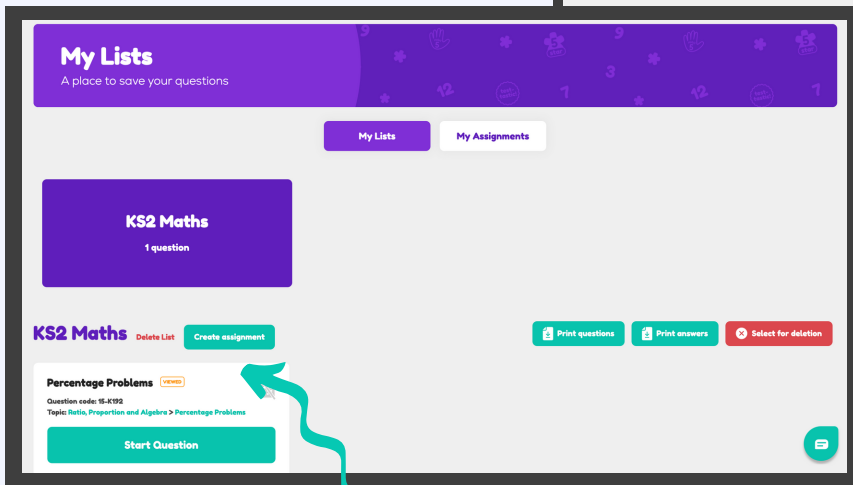 My Lists
A place to save your questions
My Lists
My Assignments
KS2 Maths
1 question
KS2 Maths
Delete List
Create assignment
Print questions
Print answers
Select for deletion
Percentage Problems
VIEWED
Question code: 15-K192
Topic: Ratio, Proportion and Algebra > Percentage Problems
Start Question